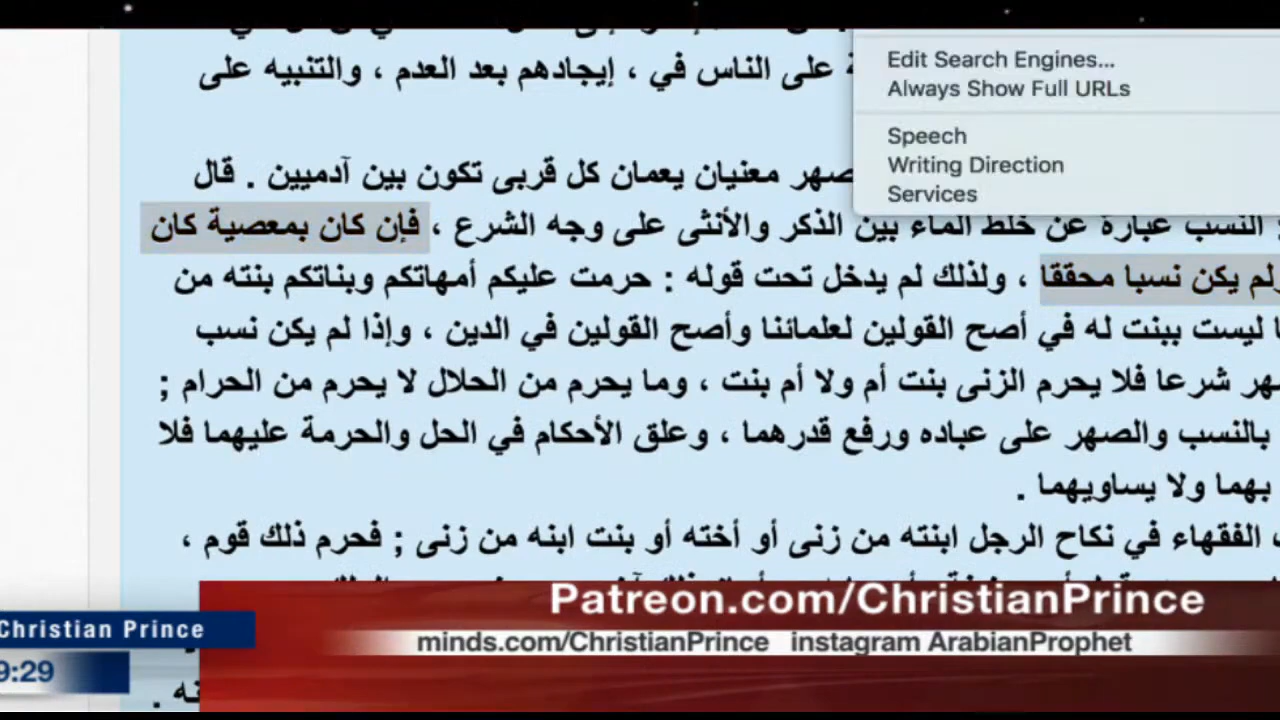 Edit Search Engines...
Always Show Full URLs
Speech
Writing Direction
Services
على الناس في ، إيجادهم بعد العدم ، والتنبيه على
معنيان يعمان كل قربى تكون بين آدميين . قال
النسب عبارة عن خلط الماء بين الذكر والأنثى على وجه الشرع ، فإن كان بمعصية كان
يكن نسبا محققا ، ولذلك لم يدخل تحت قوله : حرمت عليكم أمهاتكم وبناتكم بنته من
ليست ببنت له في أصح القولين لعلمائنا وأصح القولين في الدين ، وإذا لم يكن نسب
شرعا فلا يحرم الزنى بنت أم ولا أم بنت ، وما يحرم من الحلال لا يحرم من الحرام ;
بالنسب والصهر على عباده ورفع قدرهما ، وعلق الأحكام في الحل والحرمة عليهما فلا
بهما ولا يساويهما .
الفقهاء في نكاح الرجل ابنته من زنى أو أخته أو بنت ابنه من زنى ; فحرم ذلك قوم ،
Patreon.com/ChristianPrince
Christian Prince
minds.com/ChristianPrince instagram ArabianProphet
9:29